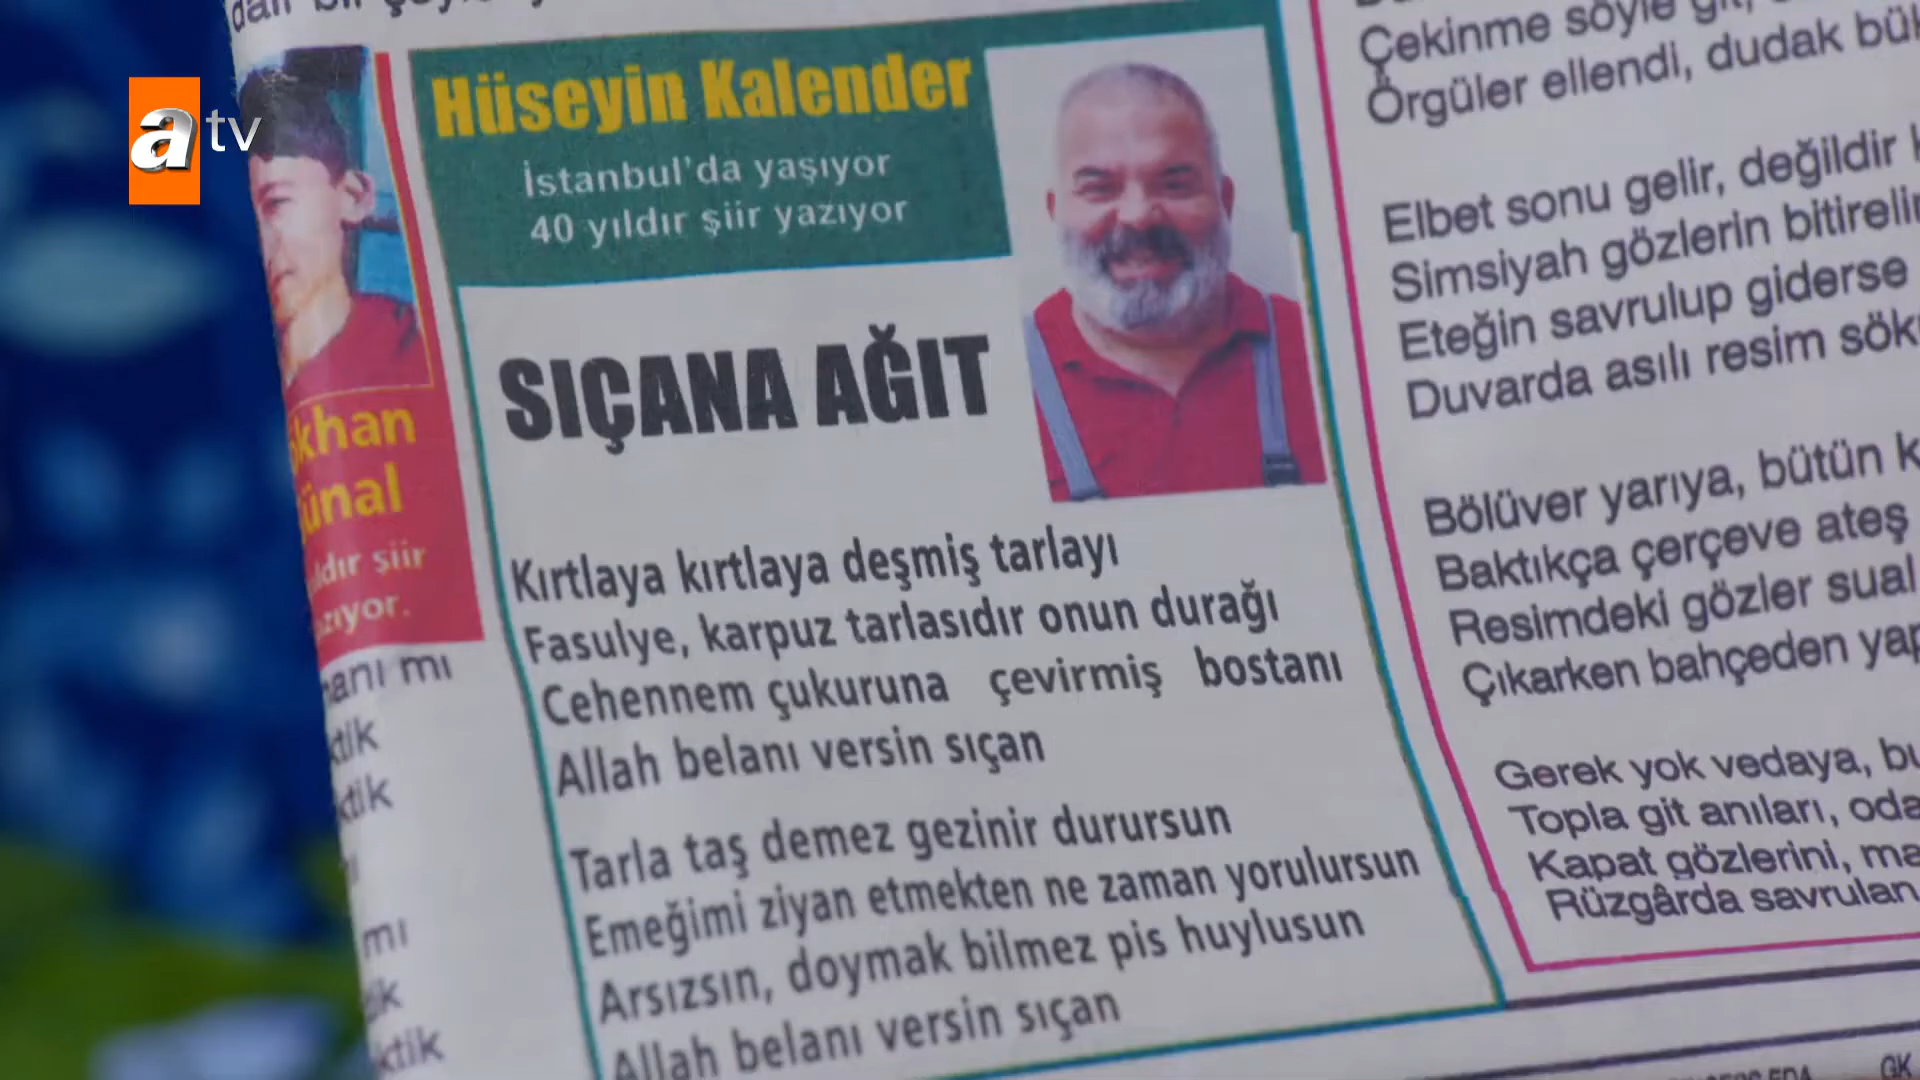 atv
Hüseyin Kalender
İstanbul'da yaşıyor
40 yıldır şiir yazıyor
SIÇANA AĞIT
Kırtlaya kırtlaya deşmiş tarlayı
Fasulye, karpuz tarlasıdır onun durağı
Cehennem çukuruna çevirmiş bostanı
Allah belanı versin sıçan
Tarla taş demez gezinir durursun
Emeğimi ziyan etmekten ne zaman yorulursun
Arsızsın, doymak bilmez pis huylusun
Allah belanı versin sıçan
khan
ünal
şiir
mı
mı
Çekinme söyle git,
Örgüler ellendi, dudak
Elbet sonu gelir, değildir
Simsiyah gözlerin
Eteğin savrulup giderse
Duvarda asılı resim
Bölüver yarıya, bütün
Baktıkça çerçeve ateş
Resimdeki gözler sual
Çıkarken bahçeden
Gerek yok vedaya,
Topla git anıları,
Kapat gözlerini,
Rüzgârda savrulan